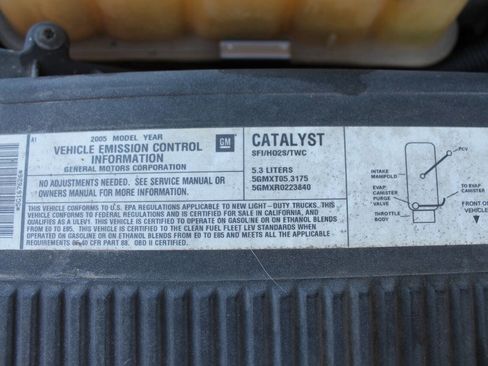 A1
2005 MODEL YEAR
VEHICLE EMISSION CONTROL
INFORMATION
GENERAL MOTORS CORPORATION
GM
NO ADJUSTMENTS NEEDED. SEE SERVICE MANUAL OR
OWNERS MANUAL FOR MORE INFORMATION.
THIS VEHICLE CONFORMS TO U.S. EPA REGULATIONS APPLICABLE TO NEW LIGHT-DUTY TRUCKS. THIS
VEHICLE CONFORMS TO FEDERAL REGULATIONS AND IS CERTIFIED FOR SALE IN CALIFORNIA, AND
QUALIFIES AS A ULEV1. THIS VEHICLE IS CERTIFIED TO OPERATE ON GASOLINE OR ON ETHANOL BLENDS
FROM E0 TO E85. THIS VEHICLE IS CERTIFIED TO THE CLEAN FUEL FLEET LEV STANDARDS WHEN
OPERATED ON GASOLINE OR ON ETHANOL BLENDS FROM E0 TO E85 AND MEETS ALL THE APPLICABLE
REQUIREMENTS 40 CFR PART 88. OBD II CERTIFIED.
CATALYST
SFI/HO2S/TWC
5.3 LITERS
5GMXT05.3175
5GMXR0223840
PCV
INTAKE
MANIFOLD
EVAP.
CANISTER
PURGE
VALVE
THROTTLE
BODY
TO EVAP.
CANISTER
FRONT OF
VEHICLE